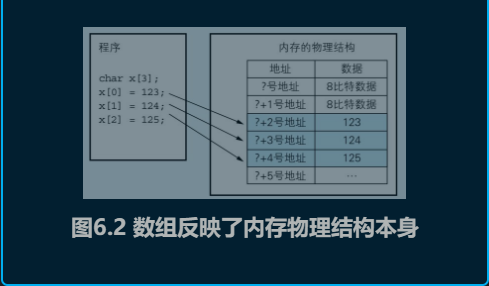 程序
char x[3];
x[0] = 123;
x[1] = 124;
x[2] = 125;
内存的物理结构
地址 数据
?号地址 8比特数据
?+1号地址 8比特数据
?+2号地址 123
?+3号地址 124
?+4号地址 125
?+5号地址 …
图6.2 数组反映了内存物理结构本身